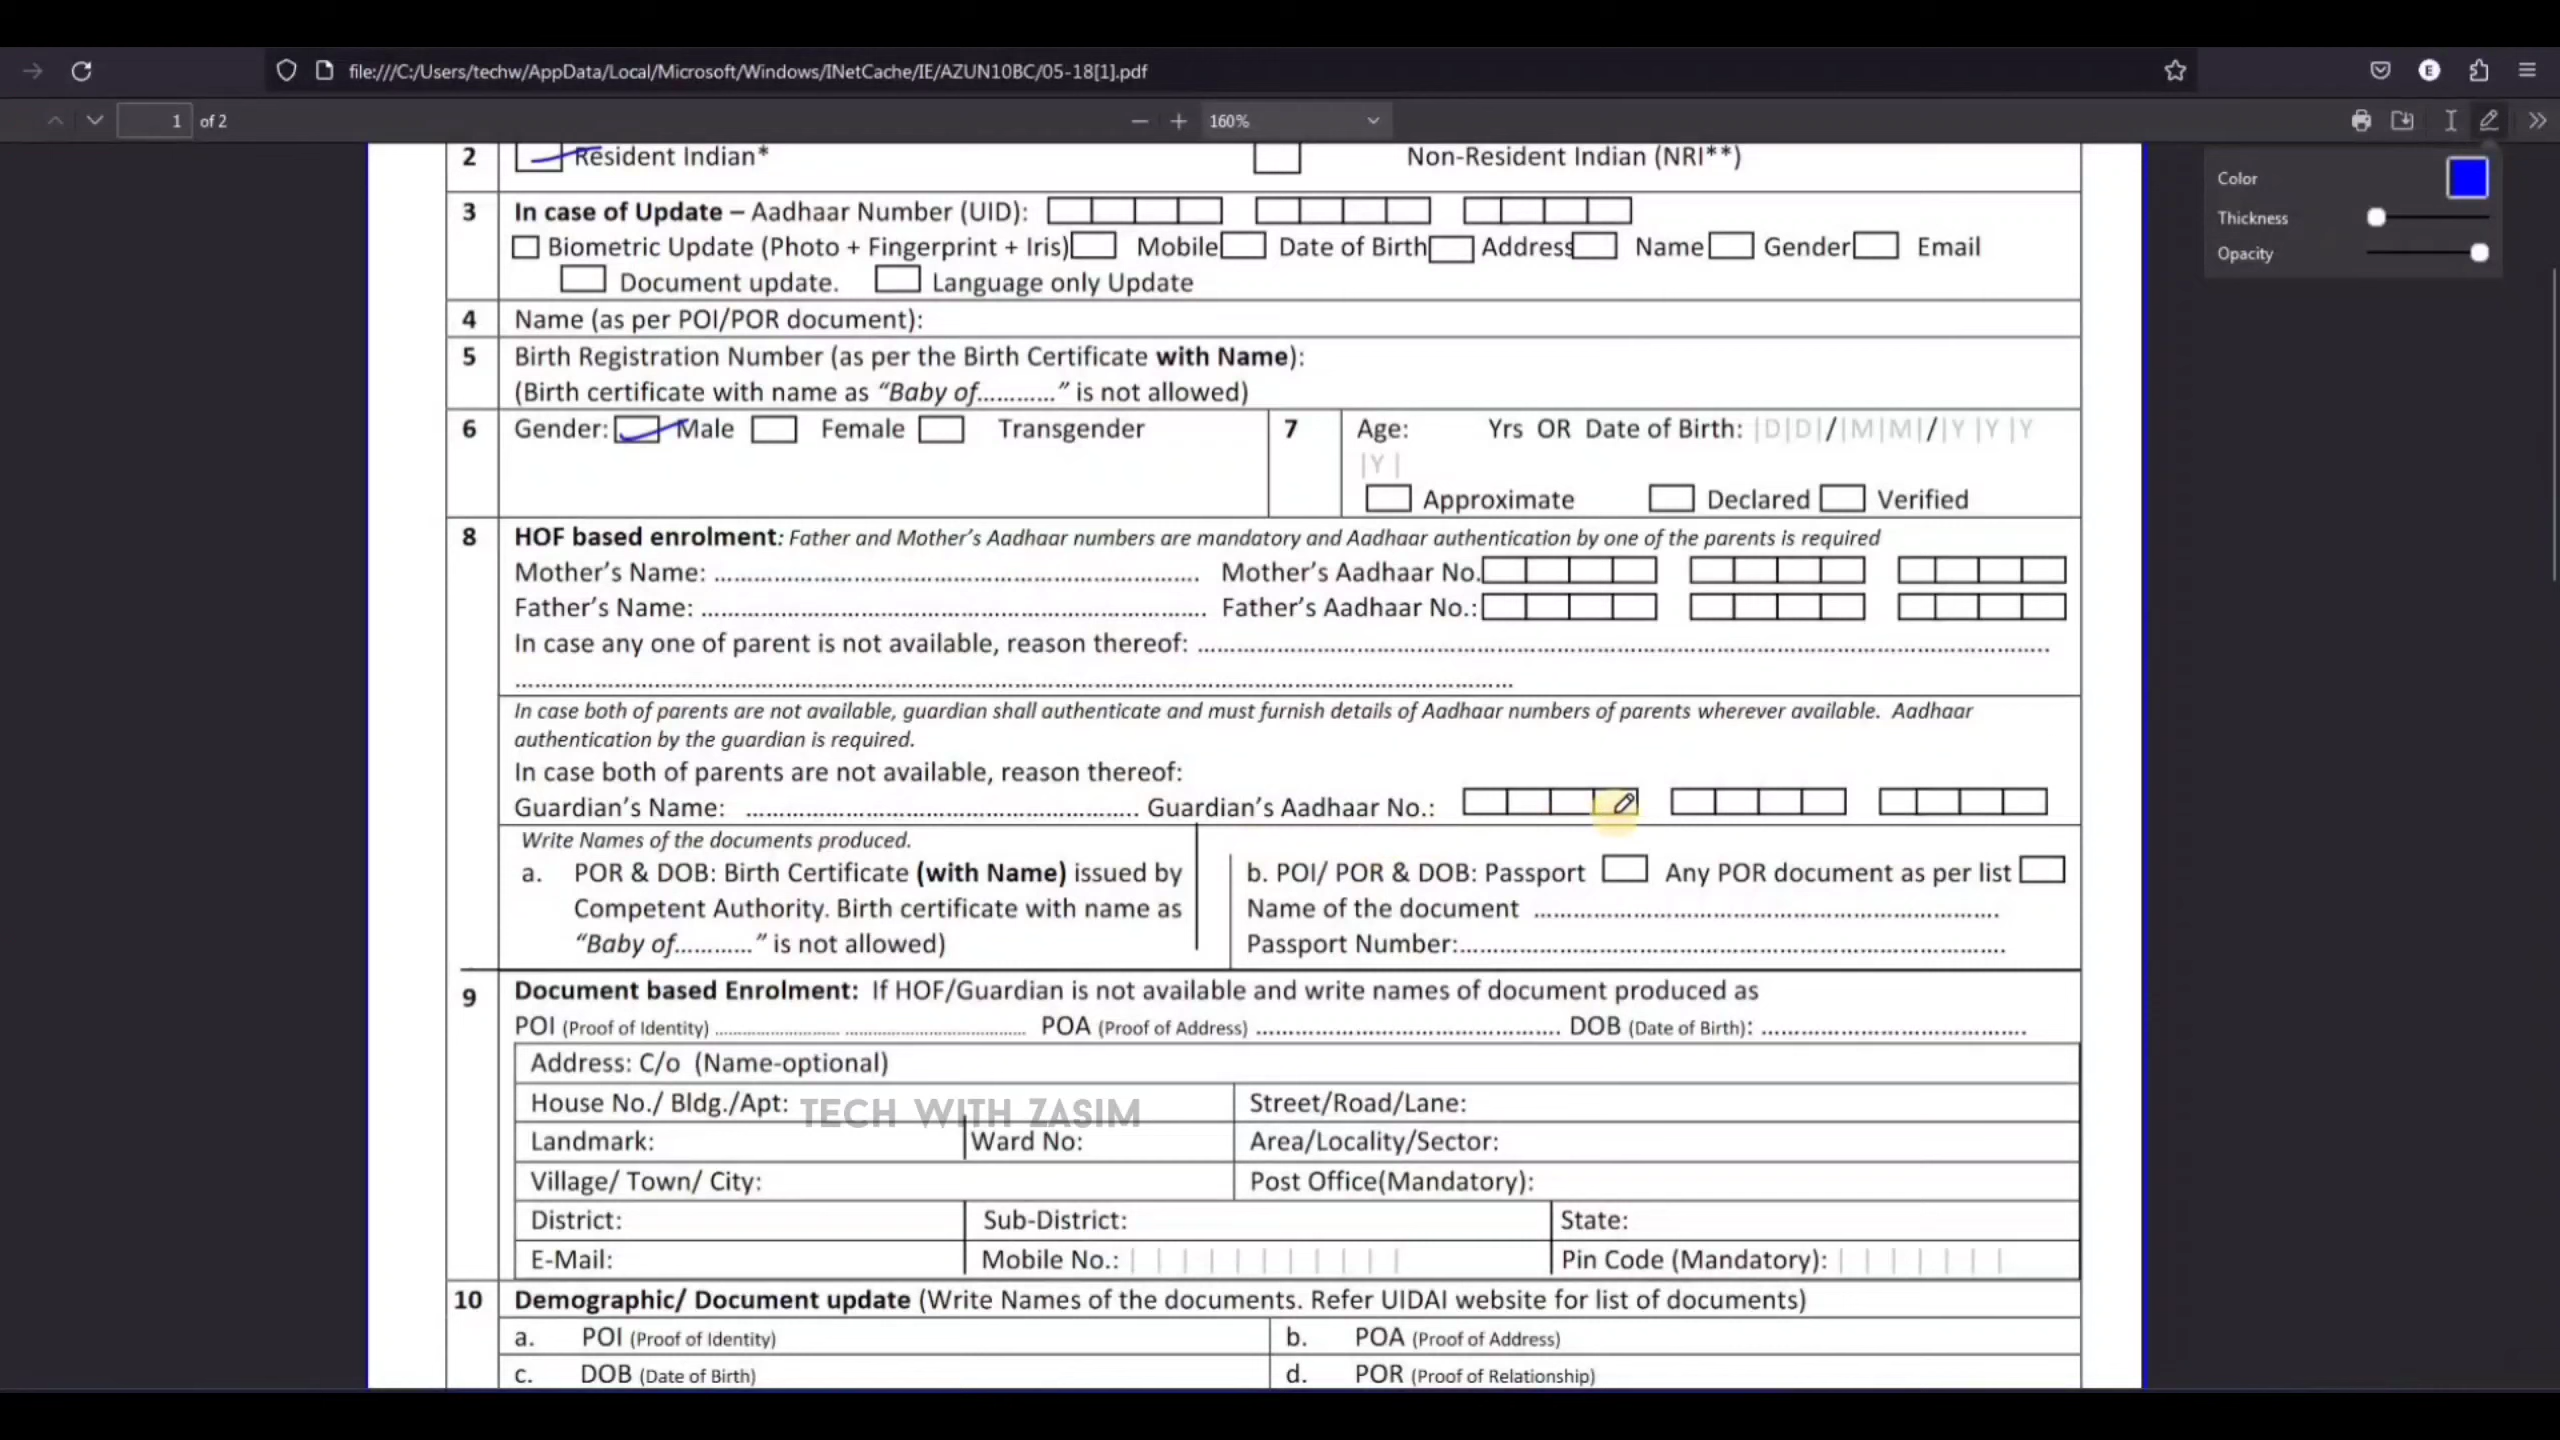 file:///C:/Users/techw/AppData/Local/Microsoft/Windows/INetCache/IE/AZUN10BC/05-18[1].pdf
E
1 of 2
160%
Color
Thickness
Opacity
2 Resident Indian* Non-Resident Indian (NRI**)
3 In case of Update – Aadhaar Number (UID):
Biometric Update (Photo + Fingerprint + Iris) Mobile Date of Birth Address Name Gender Email
Document update. Language only Update
4 Name (as per POI/POR document):
5 Birth Registration Number (as per the Birth Certificate with Name):
(Birth certificate with name as “Baby of…………” is not allowed)
6 Gender: Male Female Transgender 7 Age: Yrs OR Date of Birth: |D|D|/|M|M|/|Y |Y |Y
|Y |
Approximate Declared Verified
8 HOF based enrolment: Father and Mother’s Aadhaar numbers are mandatory and Aadhaar authentication by one of the parents is required
Mother’s Name: ……………………………………………… Mother’s Aadhaar No.
Father’s Name: ……………………………………………… Father’s Aadhaar No.:
In case any one of parent is not available, reason thereof: ………………………………………………………………………
………………………………………………………………………………
In case both of parents are not available, guardian shall authenticate and must furnish details of Aadhaar numbers of parents wherever available. Aadhaar
authentication by the guardian is required.
In case both of parents are not available, reason thereof:
Guardian’s Name: ……………………………………… Guardian’s Aadhaar No.:
Write Names of the documents produced.
a. POR & DOB: Birth Certificate (with Name) issued by
Competent Authority. Birth certificate with name as
“Baby of…………” is not allowed)
b. POI/ POR & DOB: Passport Any POR document as per list
Name of the document ………………………………………………
Passport Number:………………………………………………………
9 Document based Enrolment: If HOF/Guardian is not available and write names of document produced as
POI (Proof of Identity) ……………………… ………………………… POA (Proof of Address) ……………………………… DOB (Date of Birth): …………………………
Address: C/o (Name-optional)
House No./ Bldg./Apt: Street/Road/Lane:
TECH WITH ZASIM
Landmark: Ward No: Area/Locality/Sector:
Village/ Town/ City: Post Office(Mandatory):
District: Sub-District: State:
E-Mail: Mobile No.: | | | | | | | | | | | Pin Code (Mandatory): | | | | | | |
10 Demographic/ Document update (Write Names of the documents. Refer UIDAI website for list of documents)
a. POI (Proof of Identity) b. POA (Proof of Address)
c. DOB (Date of Birth) d. POR (Proof of Relationship)